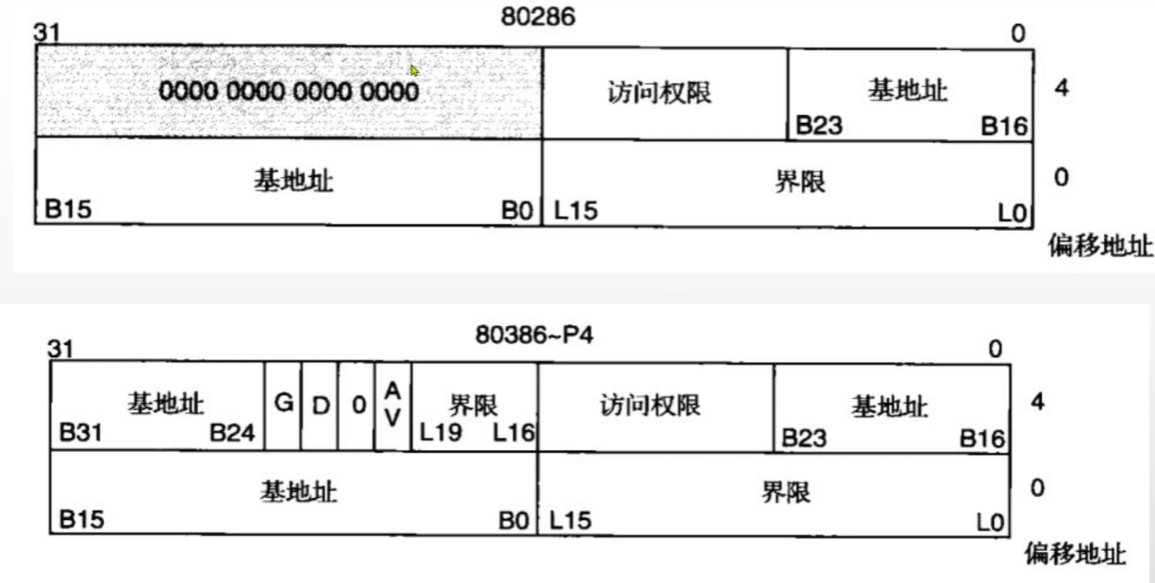 80286
31 0
0000 0000 0000 0000 访问权限 基地址 4
B23 B16
基地址 界限 0
B15 B0 L15 L0
偏移地址
80386~P4
31 0
基地址 G D 0 A V 界限 访问权限 基地址 4
B31 B24 L19 L16 B23 B16
基地址 界限 0
B15 B0 L15 L0
偏移地址